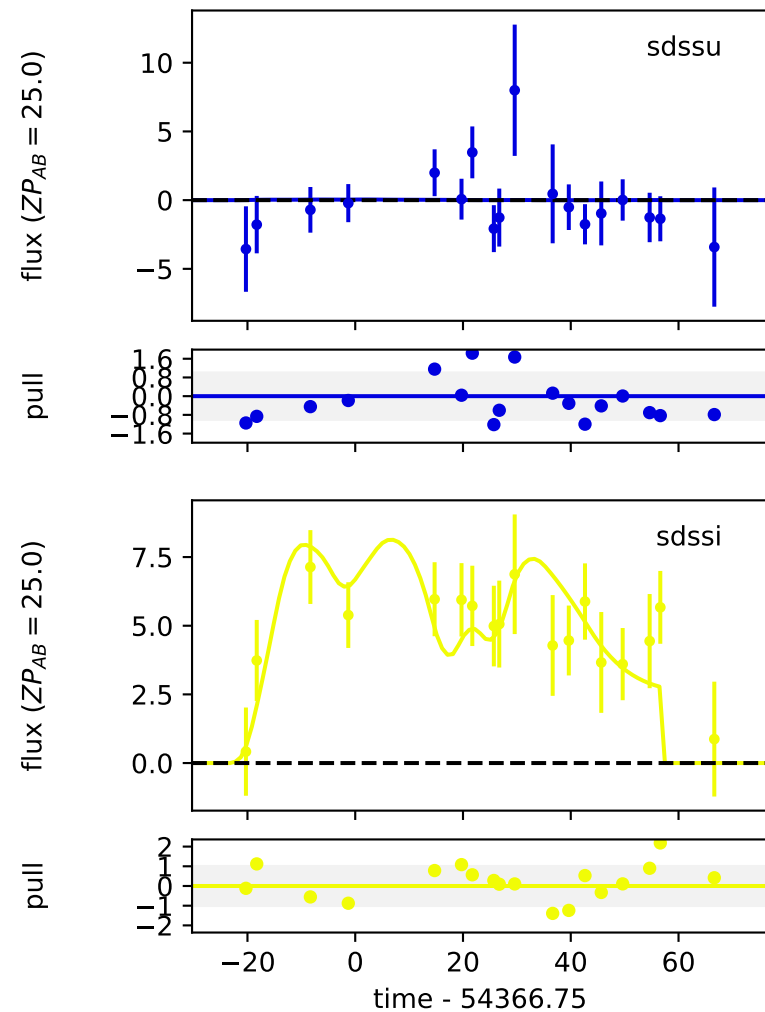 sdssu
flux (ZP_AB = 25.0)
10
5
0
−5
pull
1.6
0.8
0.0
−0.8
−1.6
sdssi
flux (ZP_AB = 25.0)
7.5
5.0
2.5
0.0
pull
2
1
0
−1
−2
−20 0 20 40 60
time - 54366.75